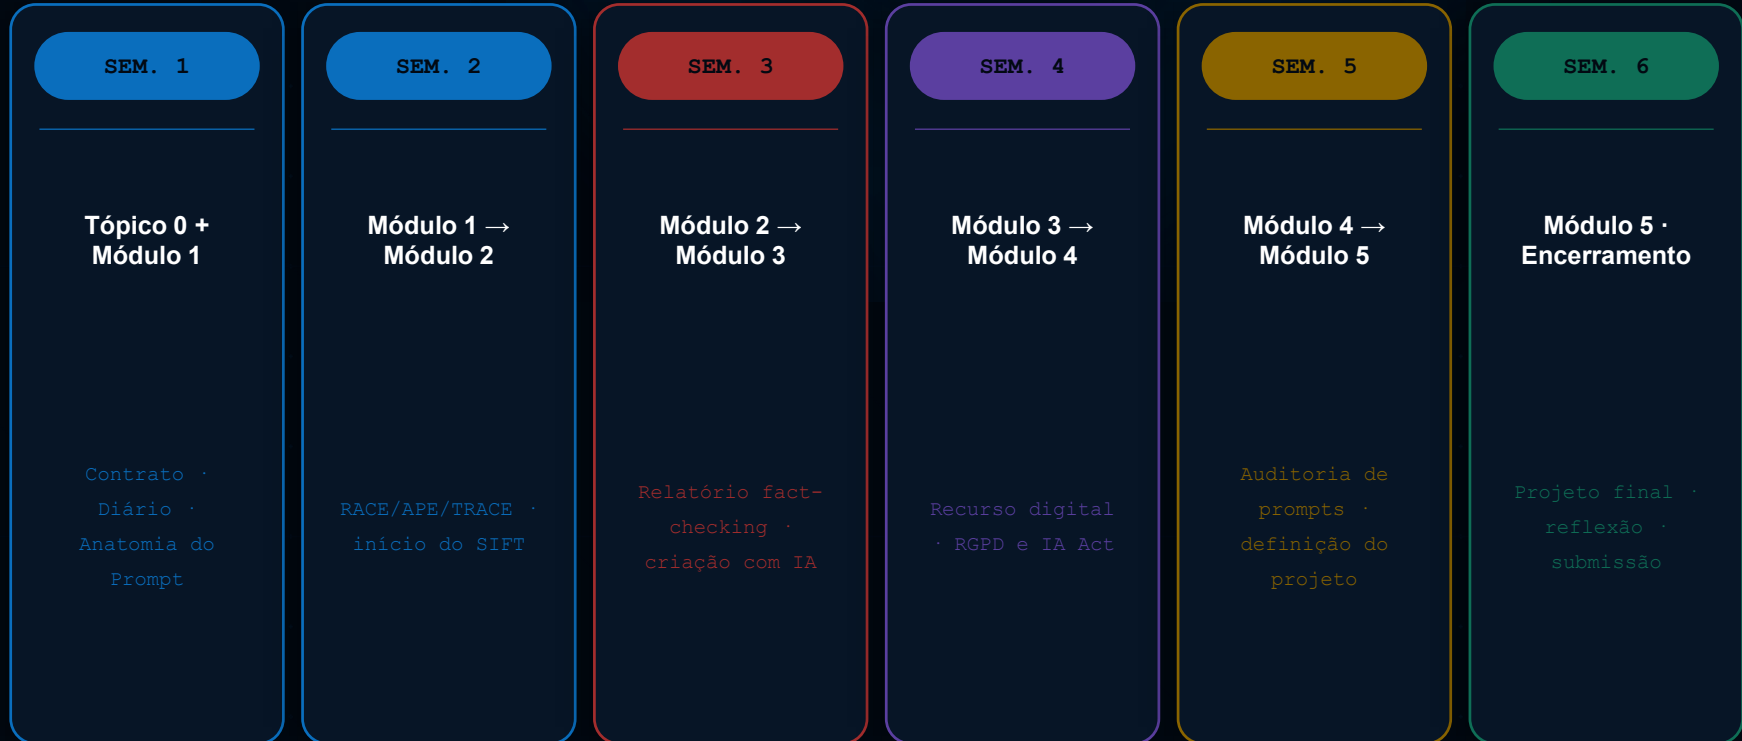 SEM. 1
Tópico 0 +
Módulo 1
Contrato ·
Diário ·
Anatomia do
Prompt
SEM. 2
Módulo 1 →
Módulo 2
RACE/APE/TRACE ·
início do SIFT
SEM. 3
Módulo 2 →
Módulo 3
Relatório fact-
checking ·
criação com IA
SEM. 4
Módulo 3 →
Módulo 4
Recurso digital
· RGPD e IA Act
SEM. 5
Módulo 4 →
Módulo 5
Auditoria de
prompts ·
definição do
projeto
SEM. 6
Módulo 5 ·
Encerramento
Projeto final ·
reflexão ·
submissão